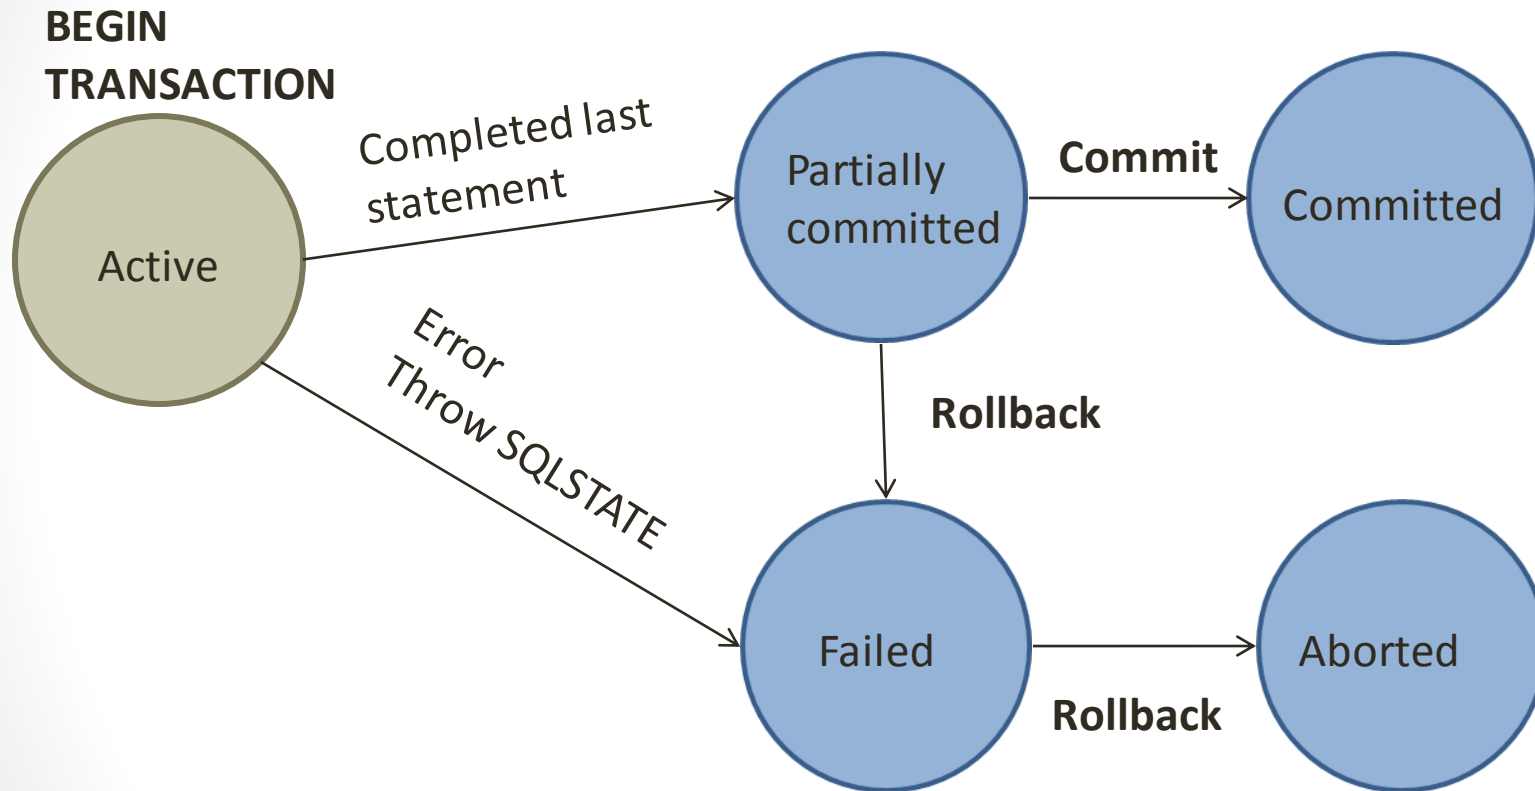 BEGIN
TRANSACTION
Active
Completed last
statement
Partially
committed
Commit
Committed
Error
Throw SQLSTATE
Rollback
Failed
Rollback
Aborted